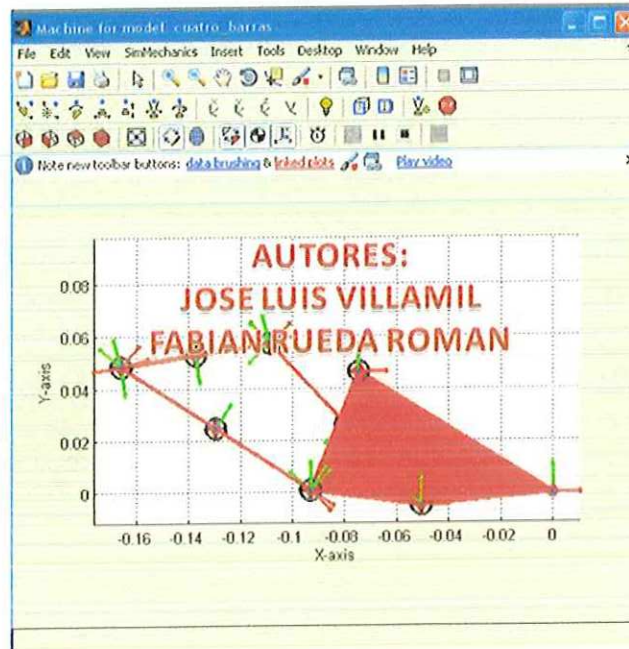 Machine for model: cuatro_barras
File Edit View SimMechanics Insert Tools Desktop Window Help
Note new toolbar buttons: data brushing & linked plots Play video
AUTORES:
JOSE LUIS VILLAMIL
FABIAN RUEDA ROMAN
0.08
0.06
0.04
0.02
0
Y-axis
-0.16 -0.14 -0.12 -0.1 -0.08 -0.06 -0.04 -0.02 0
X-axis